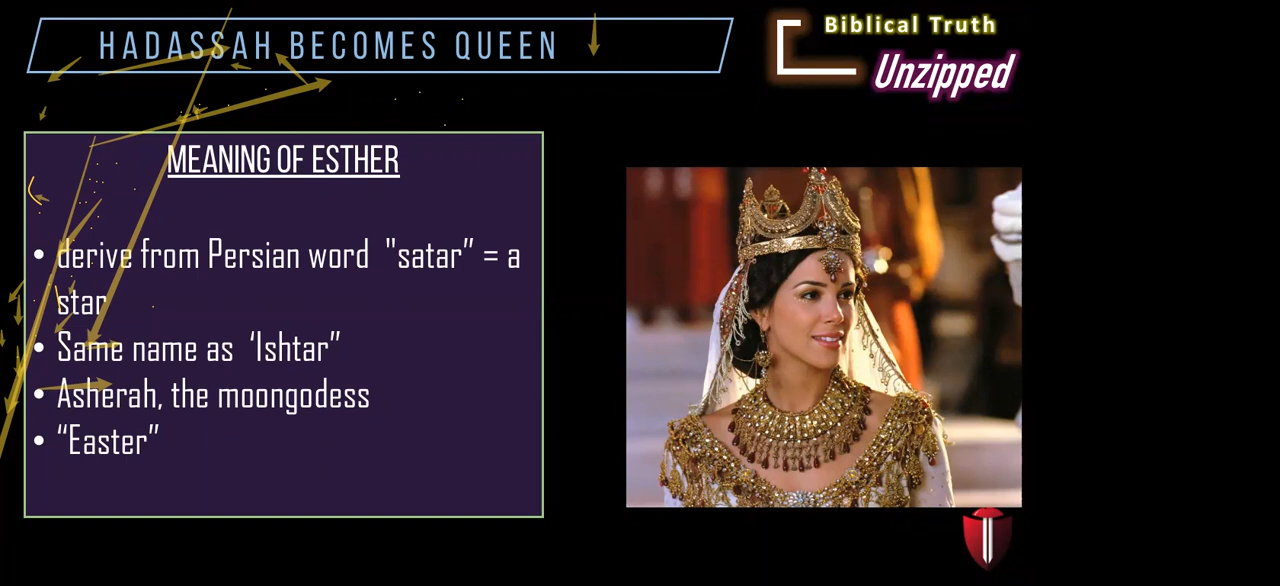 HADASSAH BECOMES QUEEN
Biblical Truth
Unzipped
MEANING OF ESTHER
• derive from Persian word "satar” = a
star
• Same name as ‘Ishtar”
• Asherah, the moongodess
• “Easter”